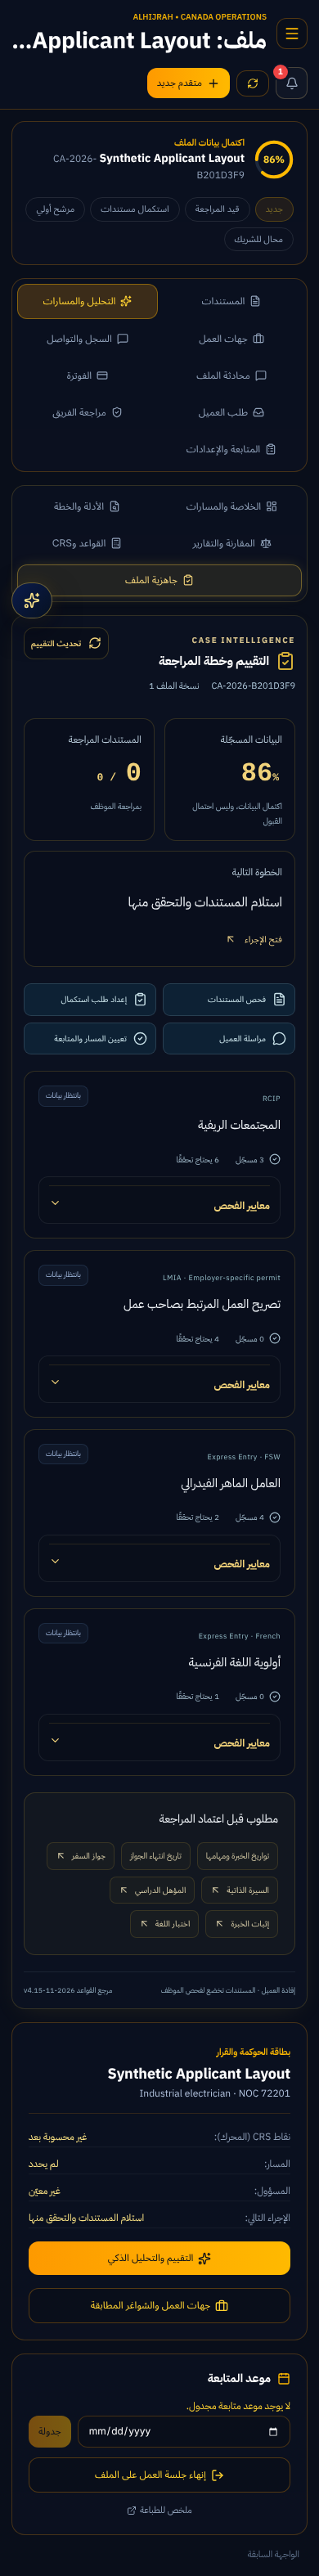 ALHIJRAH • CANADA OPERATIONS
ملف: Applicant Layout...
1
متقدم جديد
اكتمال بيانات الملف
86%
Synthetic Applicant Layout CA-2026-
B201D3F9
جديد
قيد المراجعة
استكمال مستندات
مرشح أولي
محال للشريك
المستندات
التحليل والمسارات
جهات العمل
السجل والتواصل
محادثة الملف
الفوترة
طلب العميل
مراجعة الفريق
المتابعة والإعدادات
الخلاصة والمسارات
الأدلة والخطة
المقارنة والتقارير
القواعد وCRS
جاهزية الملف
CASE INTELLIGENCE
التقييم وخطة المراجعة
تحديث التقييم
CA-2026-B201D3F9
نسخة الملف 1
البيانات المسجّلة
86%
اكتمال البيانات، وليس احتمال
القبول
المستندات المراجعة
0 / 0
بمراجعة الموظف
الخطوة التالية
استلام المستندات والتحقق منها
فتح الإجراء
فحص المستندات
إعداد طلب استكمال
مراسلة العميل
تعيين المسار والمتابعة
RCIP
بانتظار بيانات
المجتمعات الريفية
3 مسجّل
6 يحتاج تحققًا
معايير الفحص
LMIA · Employer-specific permit
بانتظار بيانات
تصريح العمل المرتبط بصاحب عمل
0 مسجّل
4 يحتاج تحققًا
معايير الفحص
Express Entry · FSW
بانتظار بيانات
العامل الماهر الفيدرالي
4 مسجّل
2 يحتاج تحققًا
معايير الفحص
Express Entry · French
بانتظار بيانات
أولوية اللغة الفرنسية
0 مسجّل
1 يحتاج تحققًا
معايير الفحص
مطلوب قبل اعتماد المراجعة
تواريخ الخبرة ومهامها
تاريخ انتهاء الجواز
جواز السفر
السيرة الذاتية
المؤهل الدراسي
إثبات الخبرة
اختبار اللغة
إفادة العميل · المستندات تخضع لفحص الموظف
مرجع القواعد 2026-11-v4.15
بطاقة الحوكمة والقرار
Synthetic Applicant Layout
Industrial electrician · NOC 72201
نقاط CRS (المحرك):
غير محسوبة بعد
المسار:
لم يحدد
المسؤول:
غير معيّن
الإجراء التالي:
استلام المستندات والتحقق منها
التقييم والتحليل الذكي
جهات العمل والشواغر المطابقة
موعد المتابعة
لا يوجد موعد متابعة مجدول.
mm/dd/yyyy
جدولة
إنهاء جلسة العمل على الملف
ملخص للطباعة
الواجهة السابقة